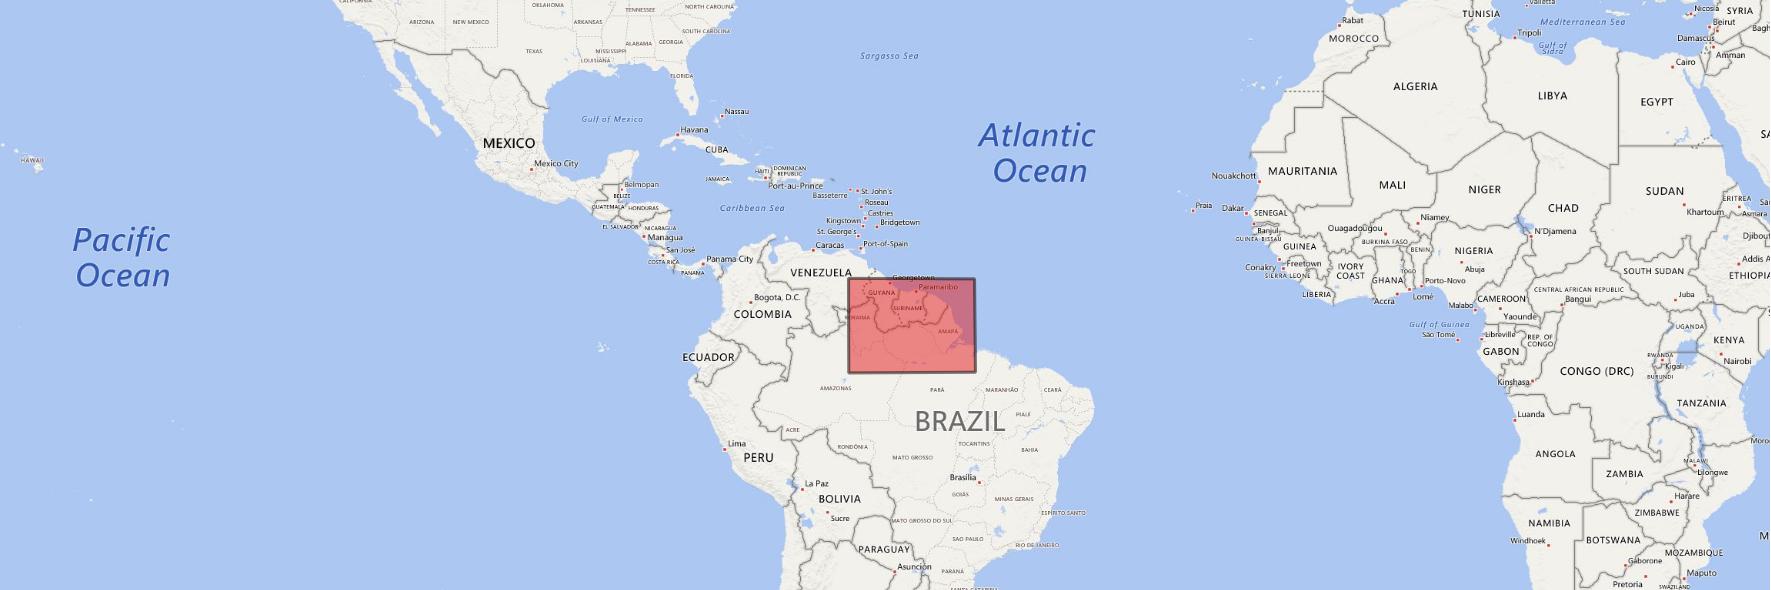 CALIFORNIA
OKLAHOMA
TENNESSEE
NORTH CAROLINA
ARIZONA
NEW MEXICO
ARKANSAS
SOUTH CAROLINA
TEXAS
MISSISSIPPI
ALABAMA
GEORGIA
LOUISIANA
FLORIDA
Sargasso Sea
Gulf of Mexico
Nassau
Havana
CUBA
MEXICO
Mexico City
HAWAII
Atlantic
Ocean
HAITI
DOMINICAN
REPUBLIC
JAMAICA
Port-au-Prince
Belmopan
BELIZE
GUATEMALA
HONDURAS
EL SALVADOR
NICARAGUA
Managua
San José
COSTA RICA
Panama City
PANAMA
Caribbean Sea
Basseterre
St. John's
Roseau
Castries
Kingstown
Bridgetown
St. George's
Port-of-Spain
Caracas
Pacific
Ocean
VENEZUELA
Georgetown
Paramaribo
GUYANA
SURINAME
RORAIMA
AMAPÁ
Bogota, D.C.
COLOMBIA
ECUADOR
AMAZONAS
PARÁ
MARANHÃO
CEARÁ
PIAUÍ
BRAZIL
ACRE
RONDÔNIA
TOCANTINS
MATO GROSSO
BAHIA
Lima
PERU
Brasília
GOIÁS
La Paz
BOLIVIA
Sucre
MINAS GERAIS
ESPÍRITO SANTO
MATO GROSSO DO SUL
SAO PAULO
RIO DE JANEIRO
PARAGUAY
Asunción
PARANÁ
SANTA CATARINA
Rabat
MOROCCO
TUNISIA
Valletta
Mediterranean Sea
Nicosia
SYRIA
Beirut
Damascus
Bagh
Amman
Tripoli
Gulf of
Sidra
Cairo
ALGERIA
LIBYA
EGYPT
SA
MAURITANIA
Nouakchott
MALI
NIGER
CHAD
SUDAN
Khartoum
ERITREA
Sa
Asmara
Praia
Dakar
SENEGAL
Banjul
GUINEA-BISSAU
Niamey
Ouagadougou
BURKINA FASO
N'Djamena
Djibout
GUINEA
BENIN
NIGERIA
Abuja
Conakry
Freetown
SIERRA LEONE
IVORY
COAST
GHANA
TOGO
Porto-Novo
LIBERIA
Accra
Lomé
Malabo
CAMEROON
Yaounde
CENTRAL AFRICAN REPUBLIC
Bangui
SOUTH SUDAN
Addis A
ETHIOPIA
Juba
Gulf of Guinea
São Tomé
Libreville
GABON
REP. OF
CONGO
UGANDA
KENYA
Nairobi
RWANDA
Kigali
BURUNDI
Kinshasa
CONGO (DRC)
TANZANIA
Luanda
ANGOLA
Moro
MALAWI
Lilongwe
ZAMBIA
Harare
ZIMBABWE
NAMIBIA
Windhoek
BOTSWANA
M
MOZAMBIQUE
Gaborone
Maputo
Pretoria
SWAZILAND